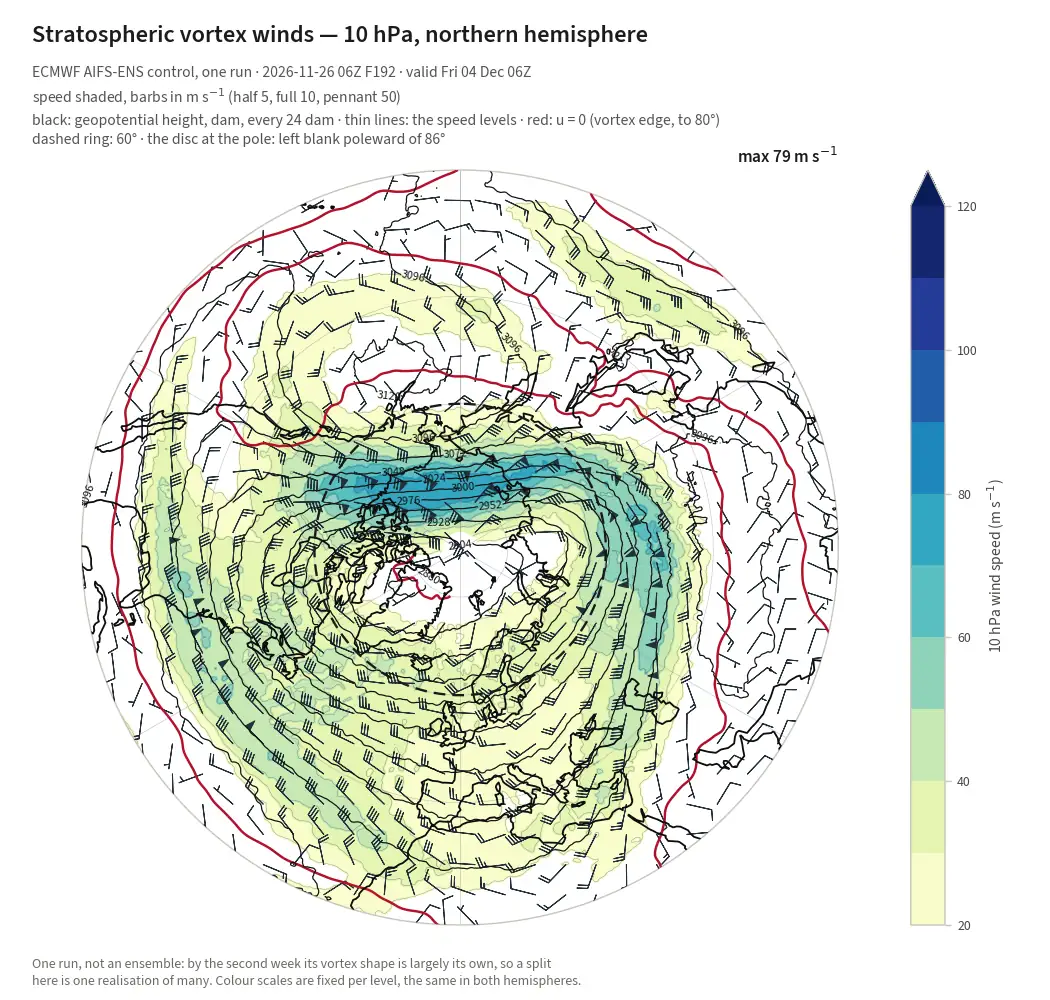 Stratospheric vortex winds — 10 hPa, northern hemisphere
ECMWF AIFS-ENS control, one run · 2026-11-26 06Z F192 · valid Fri 04 Dec 06Z
speed shaded, barbs in m s⁻¹ (half 5, full 10, pennant 50)
black: geopotential height, dam, every 24 dam · thin lines: the speed levels · red: u = 0 (vortex edge, to 80°)
dashed ring: 60° · the disc at the pole: left blank poleward of 86°
max 79 m s⁻¹
120
100
80
60
40
20
10 hPa wind speed (m s⁻¹)
3096
3096
3096
3120
3096
3072
3048
3024
3000
2976
2952
2928
2904
2880
3096
3096
One run, not an ensemble: by the second week its vortex shape is largely its own, so a split
here is one realisation of many. Colour scales are fixed per level, the same in both hemispheres.